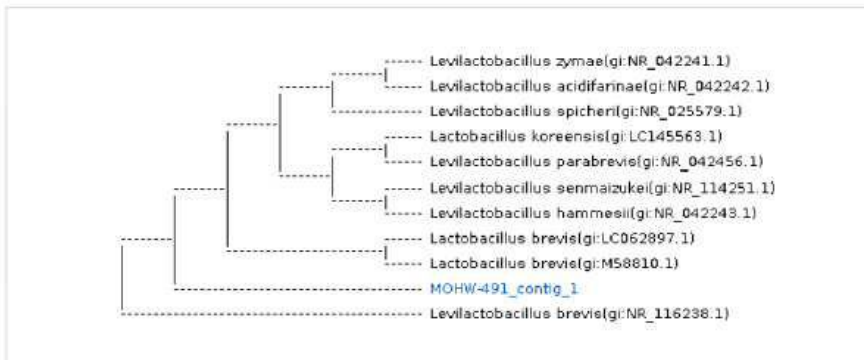 Levilactobacillus zymae(gi:NR_042241.1)
Levilactobacillus acidifarinae(gi:NR_042242.1)
Levilactobacillus spicheri(gi:NR_025579.1)
Lactobacillus koreensis(gi:LC145563.1)
Levilactobacillus parabrevis(gi:NR_042456.1)
Levilactobacillus senmaizukei(gi:NR_114251.1)
Levilactobacillus hammesii(gi:NR_042243.1)
Lactobacillus brevis(gi:LC062897.1)
Lactobacillus brevis(gi:M58810.1)
MOHW-491_contig_1
Levilactobacillus brevis(gi:NR_116238.1)